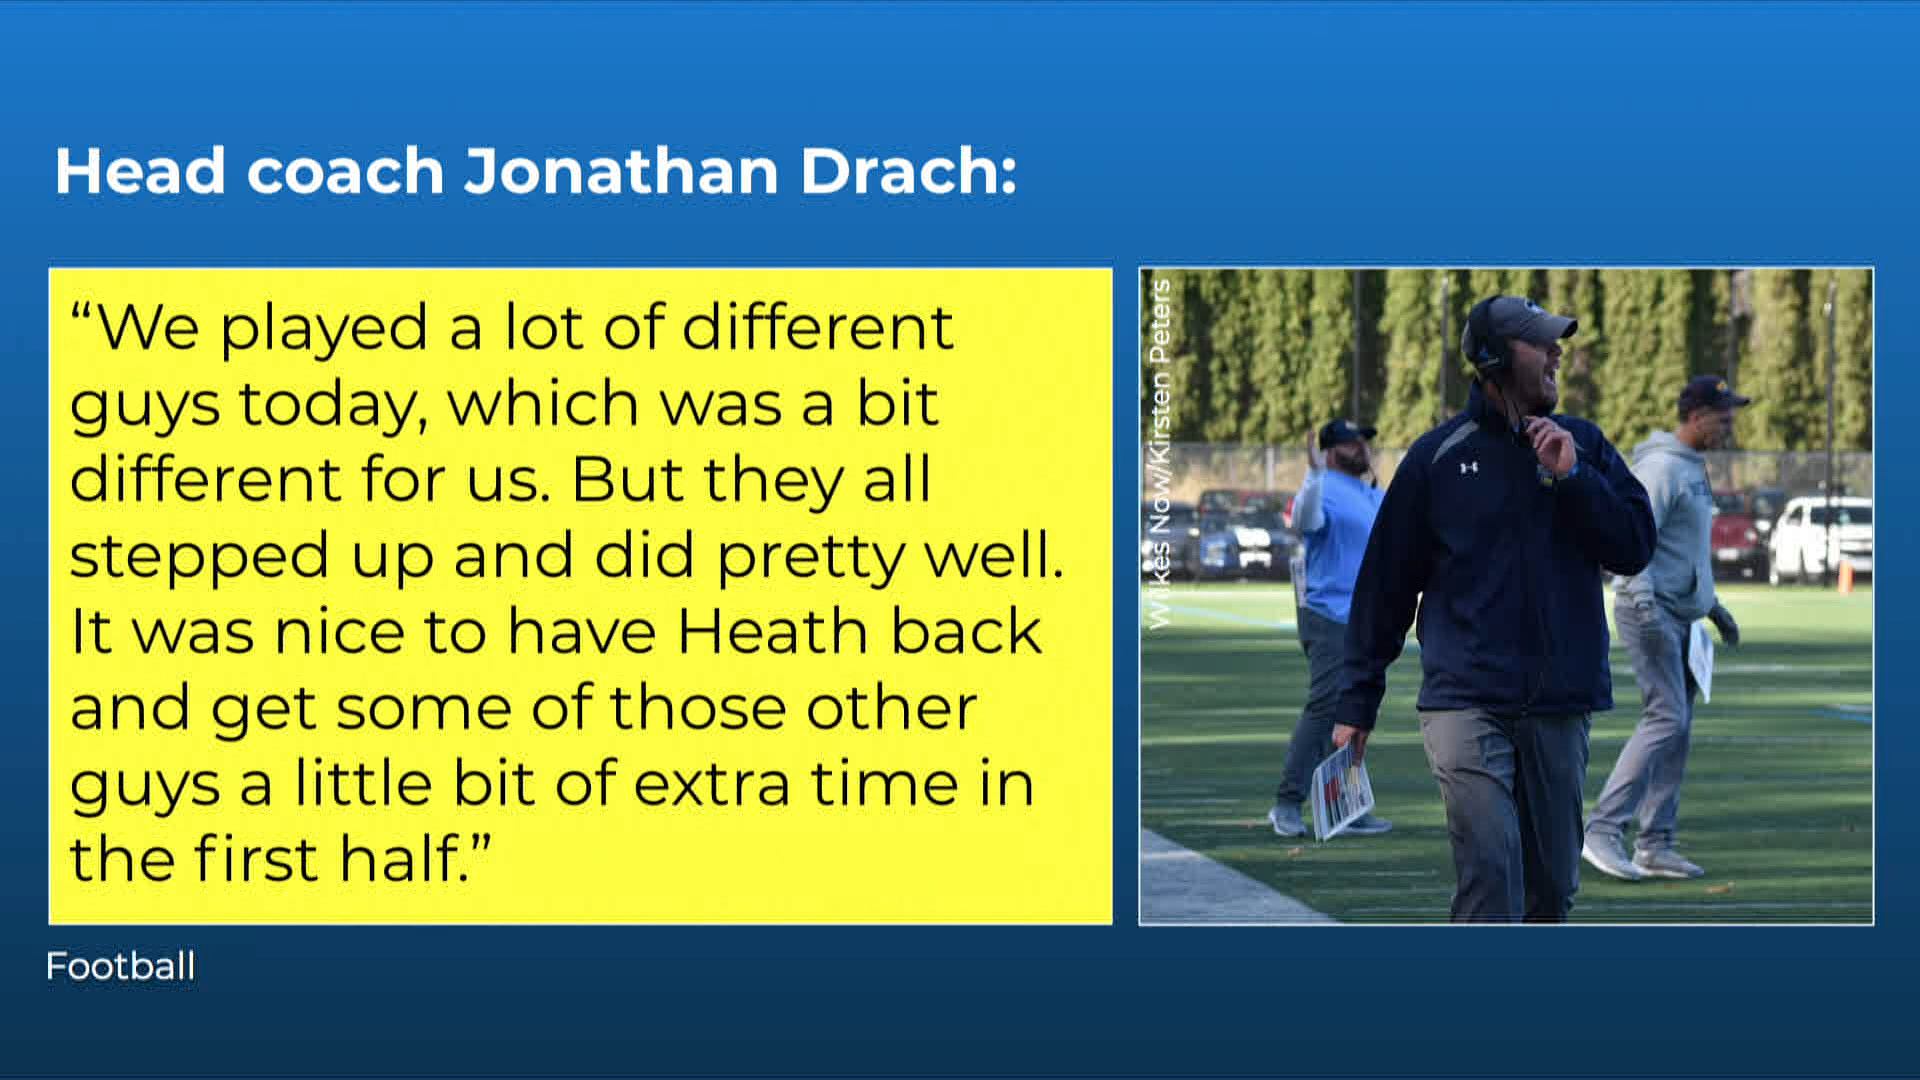 Head coach Jonathan Drach:
“We played a lot of different
guys today, which was a bit
different for us. But they all
stepped up and did pretty well.
It was nice to have Heath back
and get some of those other
guys a little bit of extra time in
the first half.”
Wilkes Now/Kirsten Peters
Football